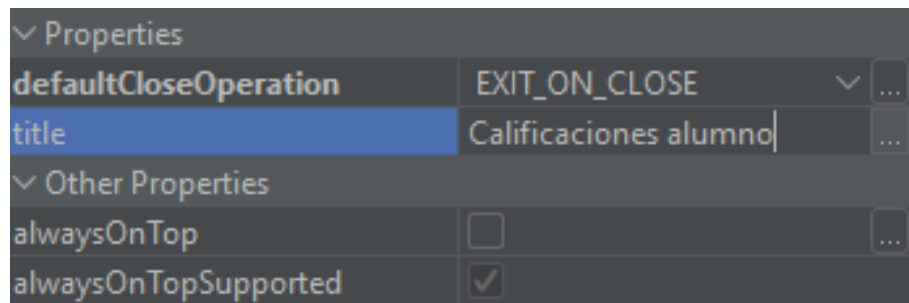 Properties
defaultCloseOperation EXIT_ON_CLOSE ...
title Calificaciones alumno ...
Other Properties
alwaysOnTop ...
alwaysOnTopSupported